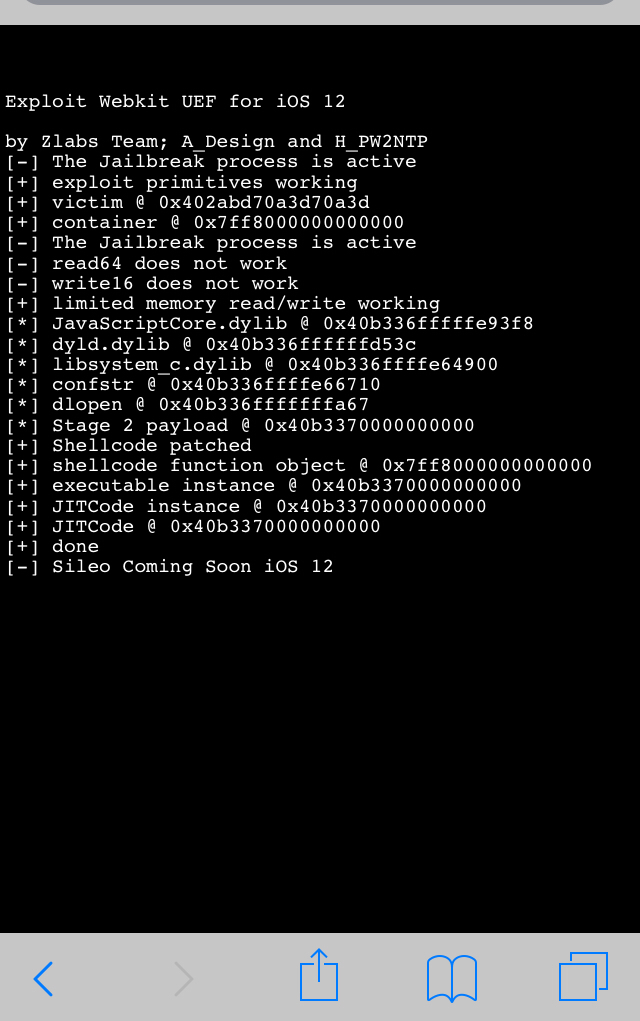 Exploit Webkit UEF for iOS 12
by Zlabs Team; A_Design and H_PW2NTP
[-] The Jailbreak process is active
[+] exploit primitives working
[+] victim @ 0x402abd70a3d70a3d
[+] container @ 0x7ff8000000000000
[-] The Jailbreak process is active
[-] read64 does not work
[-] write16 does not work
[+] limited memory read/write working
[*] JavaScriptCore.dylib @ 0x40b336fffffe93f8
[*] dyld.dylib @ 0x40b336ffffffd53c
[*] libsystem_c.dylib @ 0x40b336ffffe64900
[*] confstr @ 0x40b336ffffe66710
[*] dlopen @ 0x40b336fffffffa67
[*] Stage 2 payload @ 0x40b3370000000000
[+] Shellcode patched
[+] shellcode function object @ 0x7ff8000000000000
[+] executable instance @ 0x40b3370000000000
[+] JITCode instance @ 0x40b3370000000000
[+] JITCode @ 0x40b3370000000000
[+] done
[-] Sileo Coming Soon iOS 12